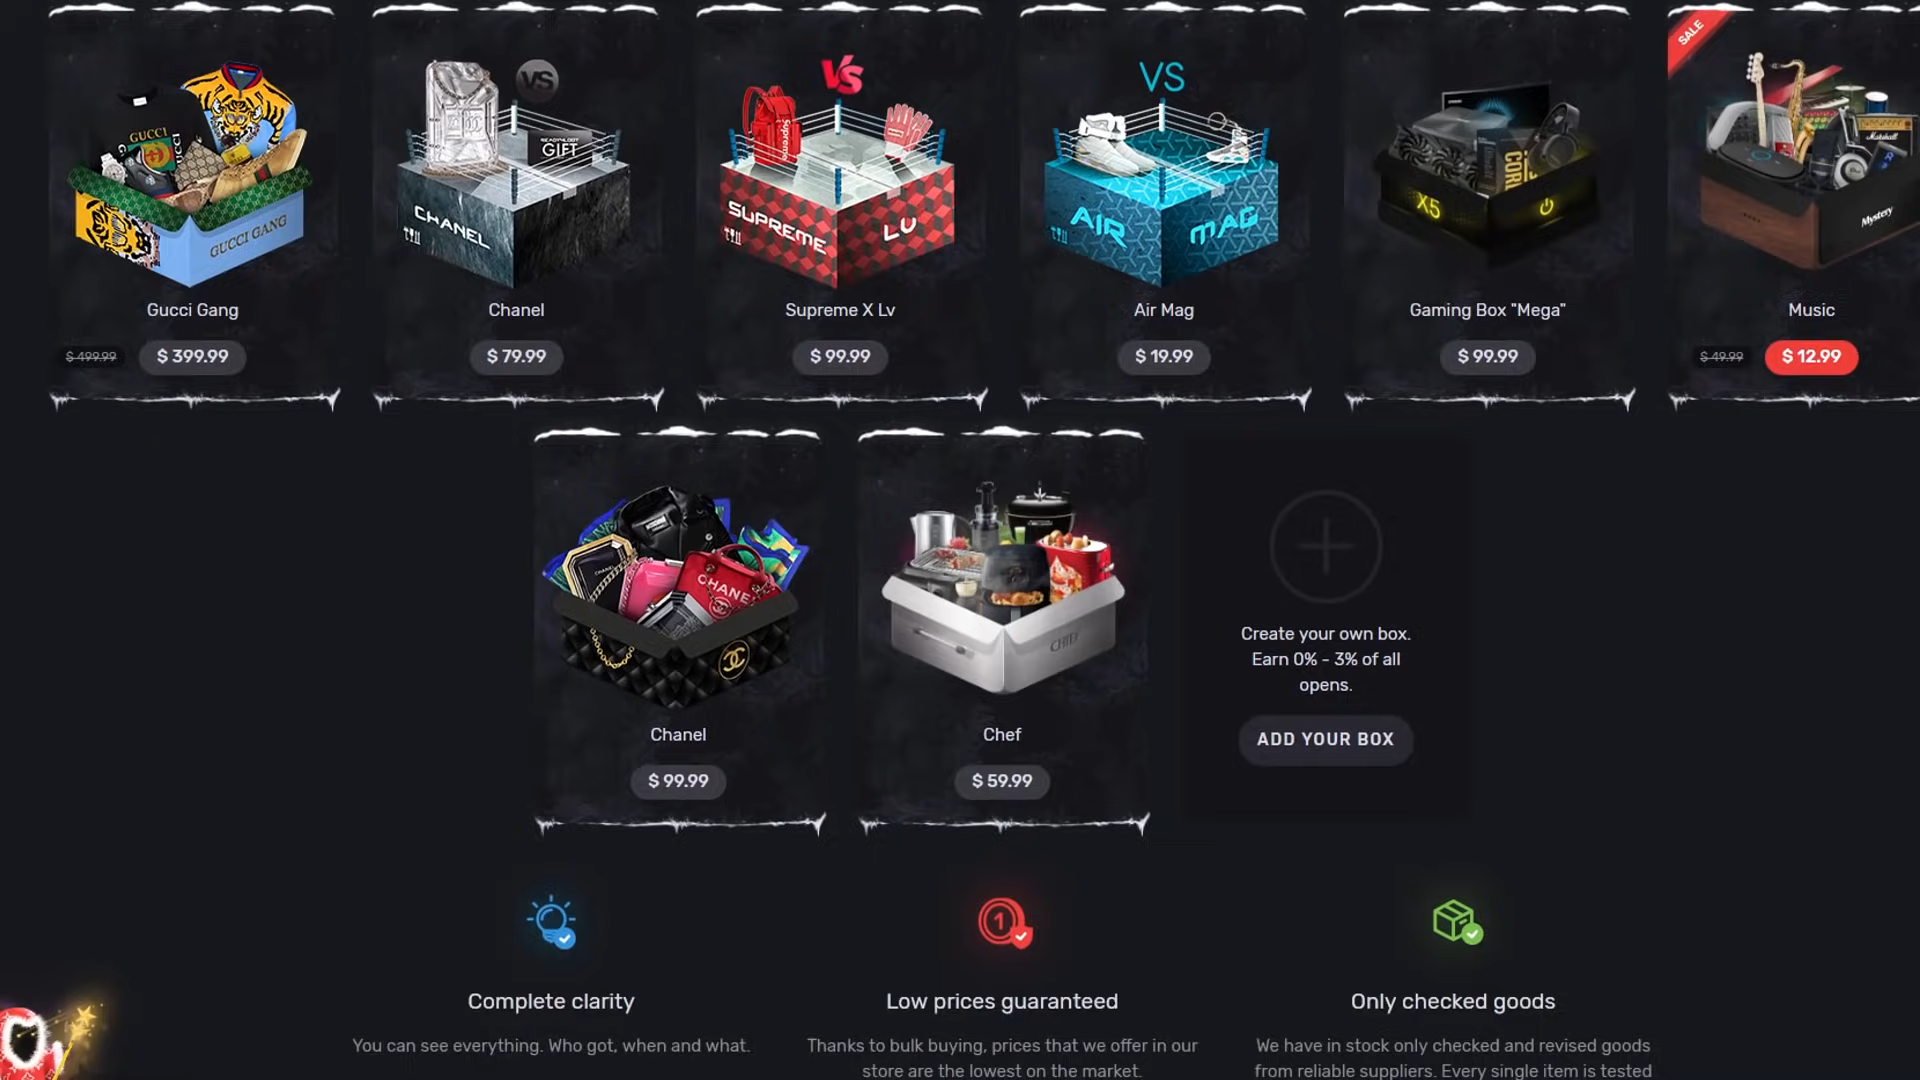 SALE
VS
VS
VS
GUCCI
GUCCI
GUCCI GANG
READYTOLOOT
GIFT
CHANEL
Supreme
SUPREME
LV
AIR
MAG
X5
Marshall
Mystery
Gucci Gang
Chanel
Supreme X Lv
Air Mag
Gaming Box "Mega"
Music
$ 499.99
$ 399.99
$ 79.99
$ 99.99
$ 19.99
$ 99.99
$ 49.99
$ 12.99
CHANEL
CHEF
Create your own box.
Earn 0% - 3% of all
opens.
ADD YOUR BOX
Chanel
Chef
$ 99.99
$ 59.99
1
Complete clarity
Low prices guaranteed
Only checked goods
You can see everything. Who got, when and what.
Thanks to bulk buying, prices that we offer in our
store are the lowest on the market.
We have in stock only checked and revised goods
from reliable suppliers. Every single item is tested